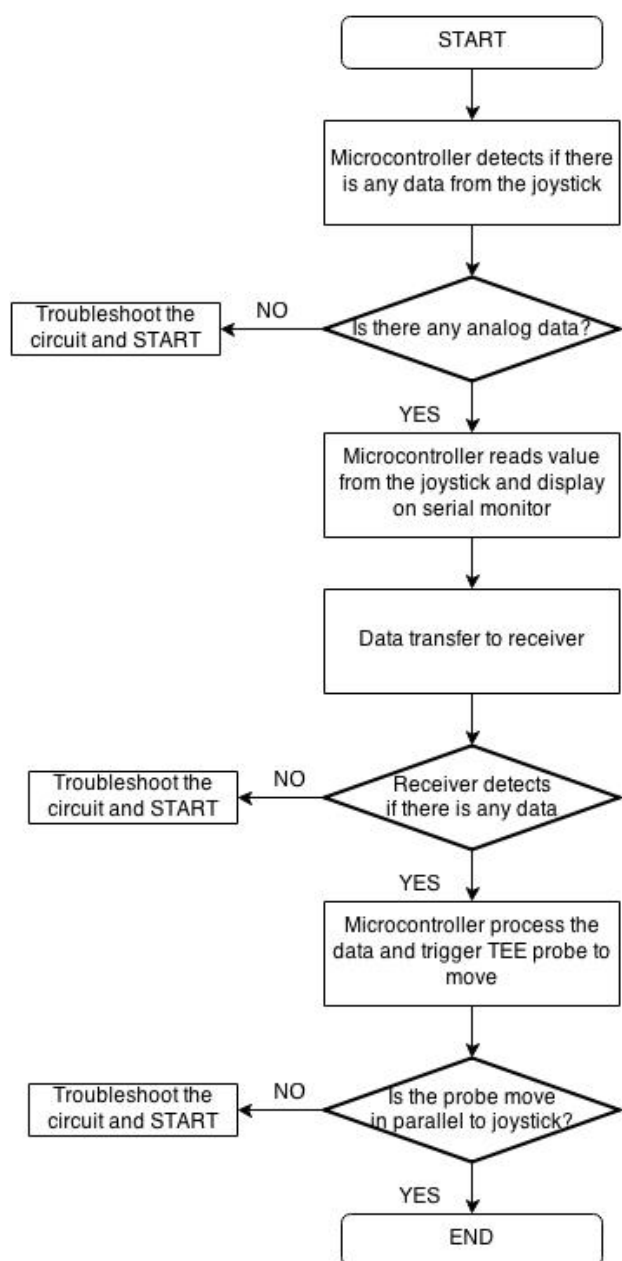 START
Microcontroller detects if there
is any data from the joystick
Is there any analog data?
NO
Troubleshoot the
circuit and START
YES
Microcontroller reads value
from the joystick and display
on serial monitor
Data transfer to receiver
Receiver detects
if there is any data
NO
Troubleshoot the
circuit and START
YES
Microcontroller process the
data and trigger TEE probe to
move
Is the probe move
in parallel to joystick?
NO
Troubleshoot the
circuit and START
YES
END